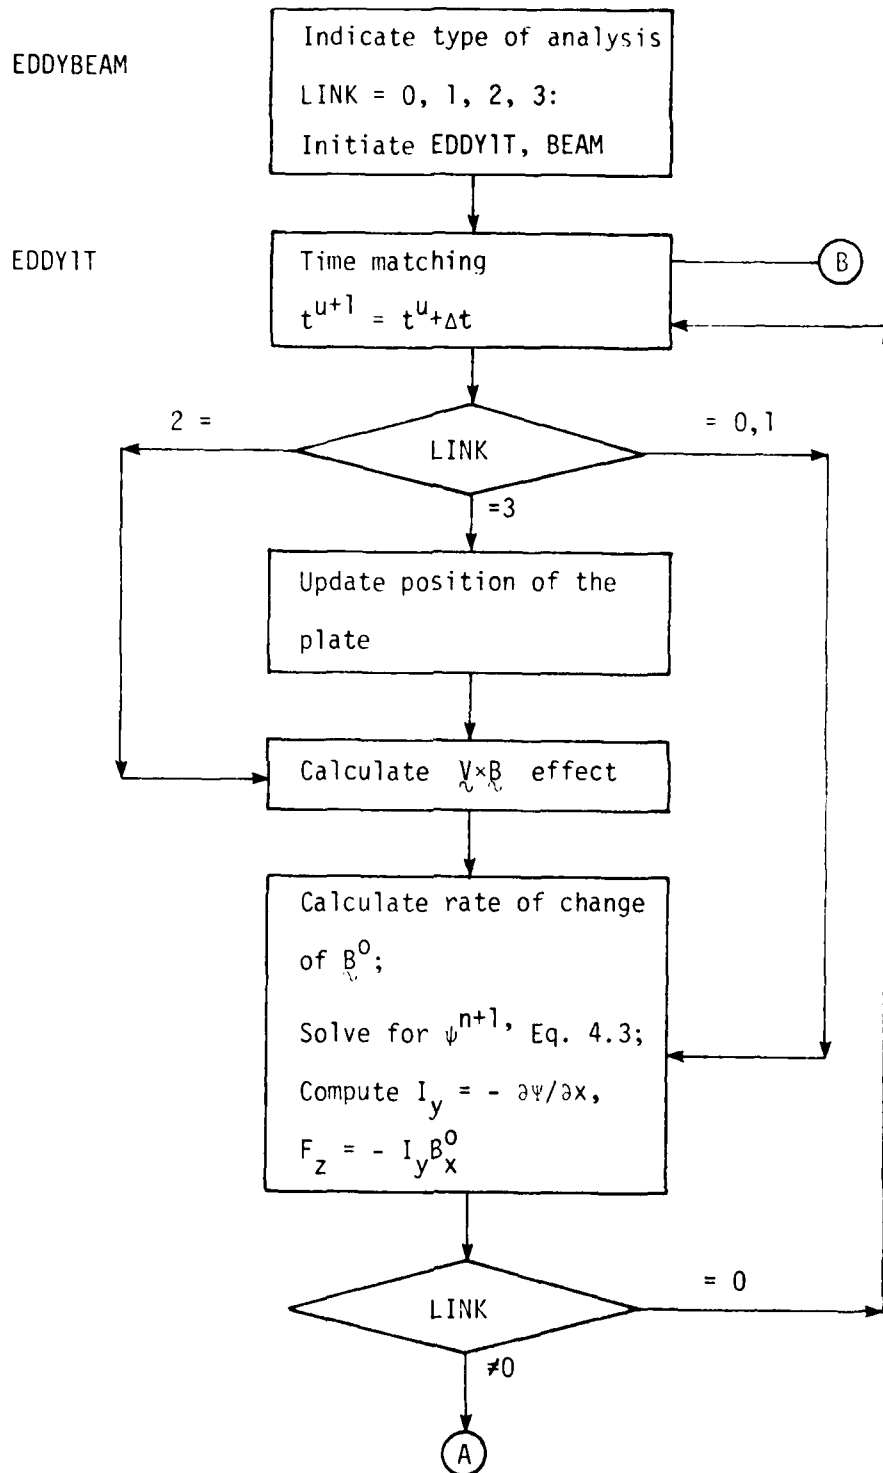 EDDYBEAM
Indicate type of analysis
LINK = 0, 1, 2, 3:
Initiate EDDY1T, BEAM
EDDY1T
Time matching
t^{u+1} = t^u+Δt
B
2 =
LINK
= 0,1
=3
Update position of the
plate
Calculate V×B effect
Calculate rate of change
of B^o;
Solve for ψ^{n+1}, Eq. 4.3;
Compute I_y = - ∂Ψ/∂x,
F_z = - I_y B_x^o
LINK
= 0
≠0
A